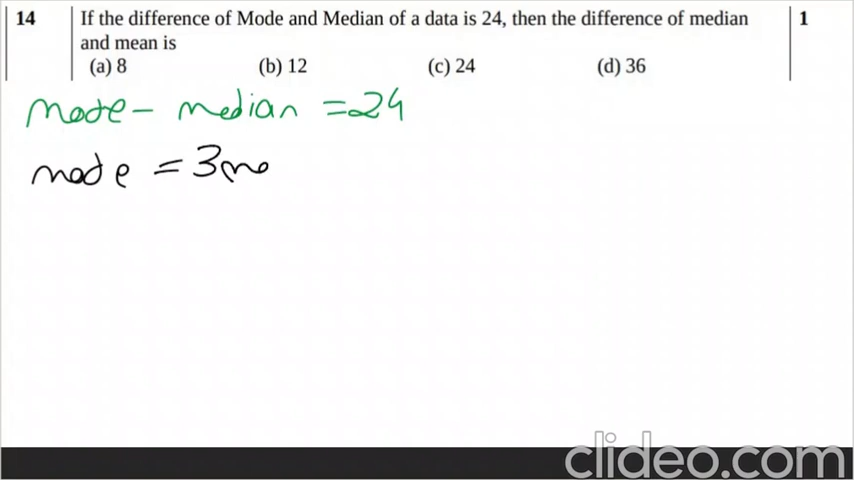 14 If the difference of Mode and Median of a data is 24, then the difference of median 1
and mean is
(a) 8 (b) 12 (c) 24 (d) 36
mode - median = 24
mode = 3me
clideo.com